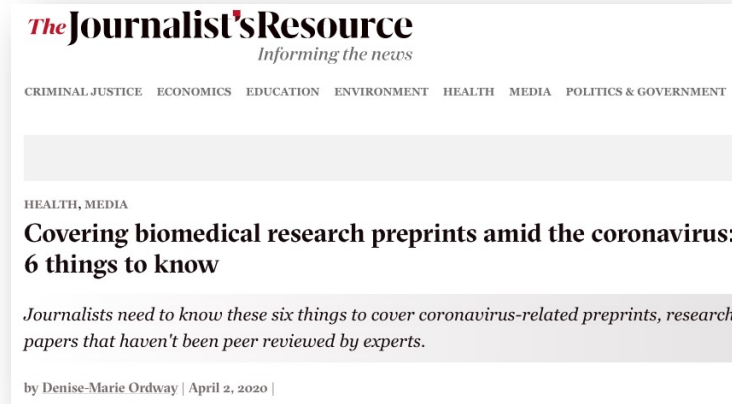 The Journalist'sResource
Informing the news
CRIMINAL JUSTICE ECONOMICS EDUCATION ENVIRONMENT HEALTH MEDIA POLITICS & GOVERNMENT
HEALTH, MEDIA
Covering biomedical research preprints amid the coronavirus:
6 things to know
Journalists need to know these six things to cover coronavirus-related preprints, research
papers that haven't been peer reviewed by experts.
by Denise-Marie Ordway | April 2, 2020 |